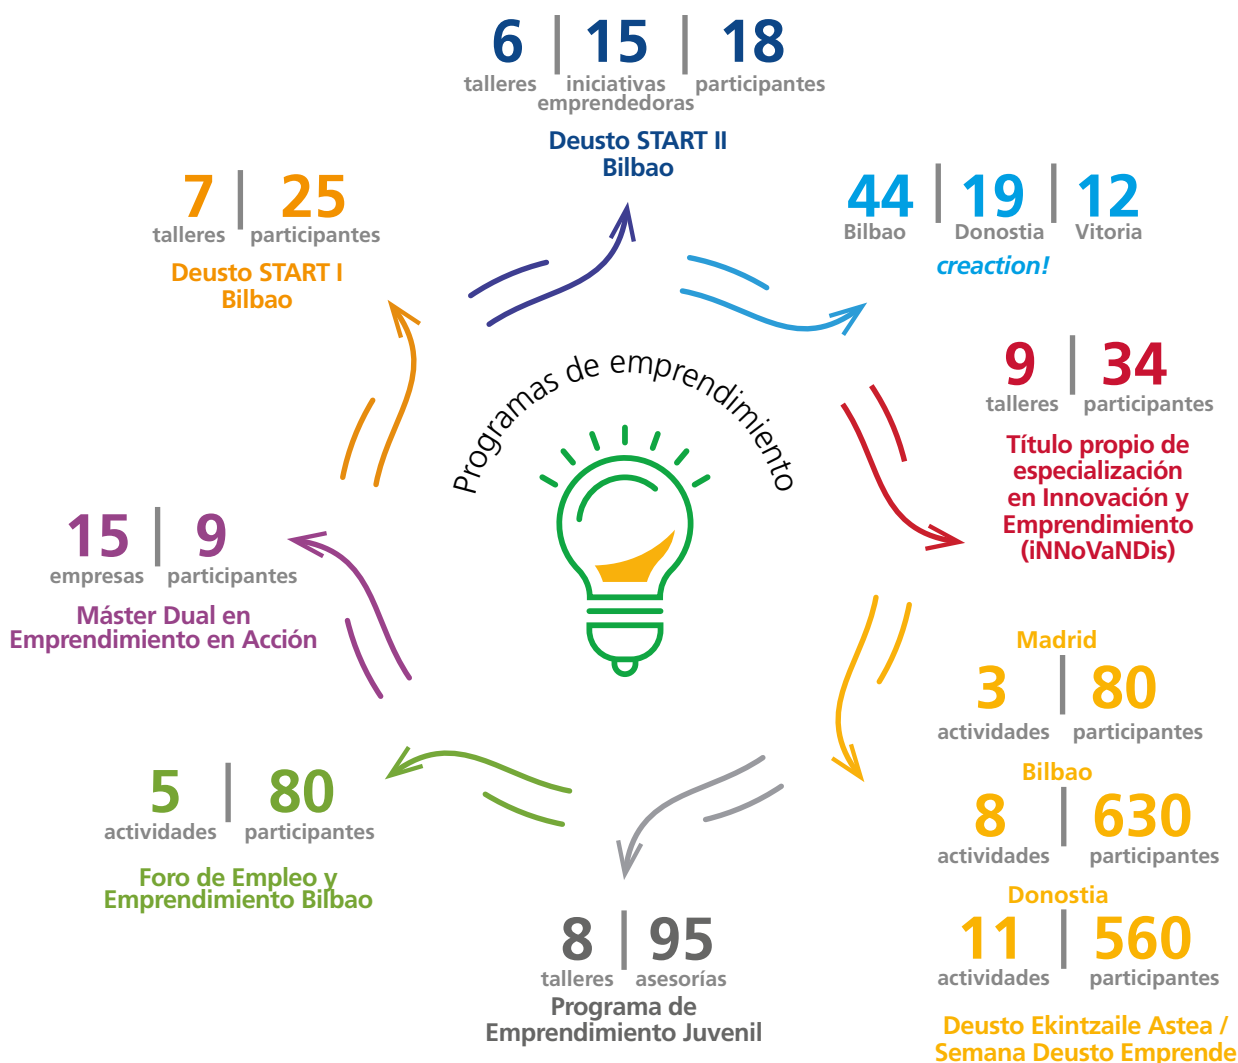 6 | 15 | 18
talleres iniciativas emprendedoras participantes
Deusto START II
Bilbao
7 | 25
talleres participantes
Deusto START I
Bilbao
44 | 19 | 12
Bilbao Donostia Vitoria
creaction!
9 | 34
talleres participantes
Título propio de
especialización
en Innovación y
Emprendimiento
(iNNoVaNDis)
Programas de emprendimiento
15 | 9
empresas participantes
Máster Dual en
Emprendimiento en Acción
Madrid
3 | 80
actividades participantes
Bilbao
8 | 630
actividades participantes
Donostia
11 | 560
actividades participantes
Deusto Ekintzaile Astea /
Semana Deusto Emprende
5 | 80
actividades participantes
Foro de Empleo y
Emprendimiento Bilbao
8 | 95
talleres asesorías
Programa de
Emprendimiento Juvenil